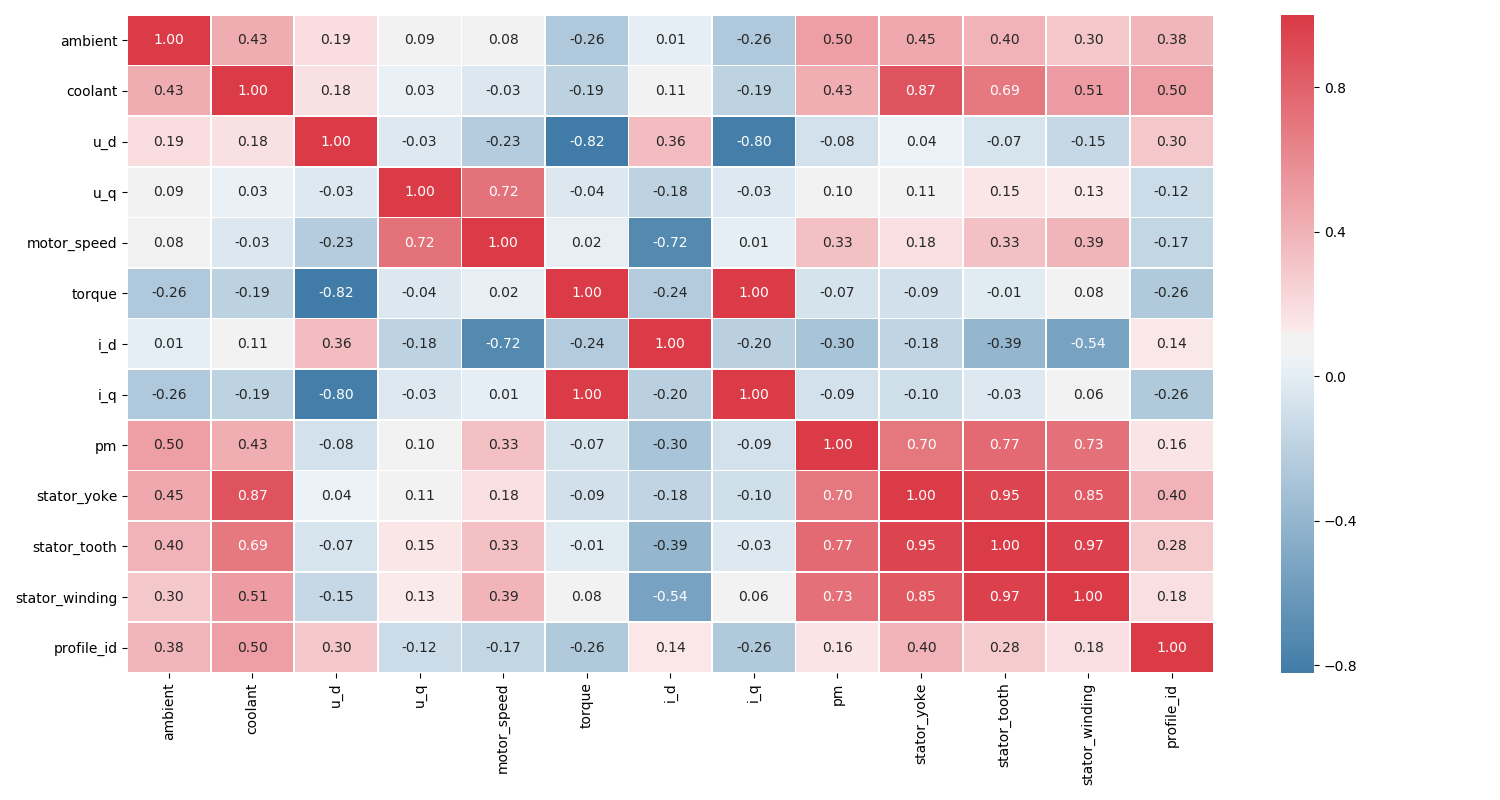 ambient 1.00 0.43 0.19 0.09 0.08 -0.26 0.01 -0.26 0.50 0.45 0.40 0.30 0.38
coolant 0.43 1.00 0.18 0.03 -0.03 -0.19 0.11 -0.19 0.43 0.87 0.69 0.51 0.50
u_d 0.19 0.18 1.00 -0.03 -0.23 -0.82 0.36 -0.80 -0.08 0.04 -0.07 -0.15 0.30
u_q 0.09 0.03 -0.03 1.00 0.72 -0.04 -0.18 -0.03 0.10 0.11 0.15 0.13 -0.12
motor_speed 0.08 -0.03 -0.23 0.72 1.00 0.02 -0.72 0.01 0.33 0.18 0.33 0.39 -0.17
torque -0.26 -0.19 -0.82 -0.04 0.02 1.00 -0.24 1.00 -0.07 -0.09 -0.01 0.08 -0.26
i_d 0.01 0.11 0.36 -0.18 -0.72 -0.24 1.00 -0.20 -0.30 -0.18 -0.39 -0.54 0.14
i_q -0.26 -0.19 -0.80 -0.03 0.01 1.00 -0.20 1.00 -0.09 -0.10 -0.03 0.06 -0.26
pm 0.50 0.43 -0.08 0.10 0.33 -0.07 -0.30 -0.09 1.00 0.70 0.77 0.73 0.16
stator_yoke 0.45 0.87 0.04 0.11 0.18 -0.09 -0.18 -0.10 0.70 1.00 0.95 0.85 0.40
stator_tooth 0.40 0.69 -0.07 0.15 0.33 -0.01 -0.39 -0.03 0.77 0.95 1.00 0.97 0.28
stator_winding 0.30 0.51 -0.15 0.13 0.39 0.08 -0.54 0.06 0.73 0.85 0.97 1.00 0.18
profile_id 0.38 0.50 0.30 -0.12 -0.17 -0.26 0.14 -0.26 0.16 0.40 0.28 0.18 1.00
ambient coolant u_d u_q motor_speed torque i_d i_q pm stator_yoke stator_tooth stator_winding profile_id
0.8
0.4
0.0
−0.4
−0.8